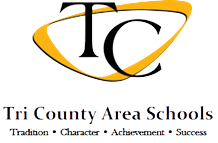 TC
Tri County Area Schools
Tradition • Character • Achievement • Success